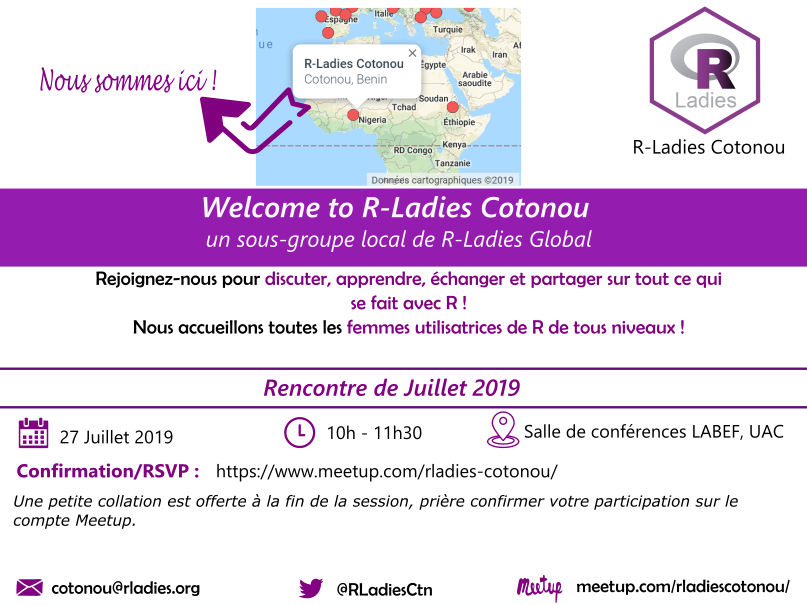 Espagne
Italie
Turquie
Irak
Iran
ue
R-Ladies Cotonou
Cotonou, Benin
×
Égypte
Arabie
saoudite
Tchad
Soudan
Nigeria
Éthiopie
RD Congo
Kenya
Tanzanie
Données cartographiques ©2019
Nous sommes ici !
R
Ladies
R-Ladies Cotonou
Welcome to R-Ladies Cotonou
un sous-groupe local de R-Ladies Global
Rejoignez-nous pour discuter, apprendre, échanger et partager sur tout ce qui
se fait avec R !
Nous accueillons toutes les femmes utilisatrices de R de tous niveaux !
Rencontre de Juillet 2019
27 Juillet 2019
10h - 11h30
Salle de conférences LABEF, UAC
Confirmation/RSVP : https://www.meetup.com/rladies-cotonou/
Une petite collation est offerte à la fin de la session, prière confirmer votre participation sur le
compte Meetup.
cotonou@rladies.org
@RLadiesCtn
Meetup meetup.com/rladiescotonou/